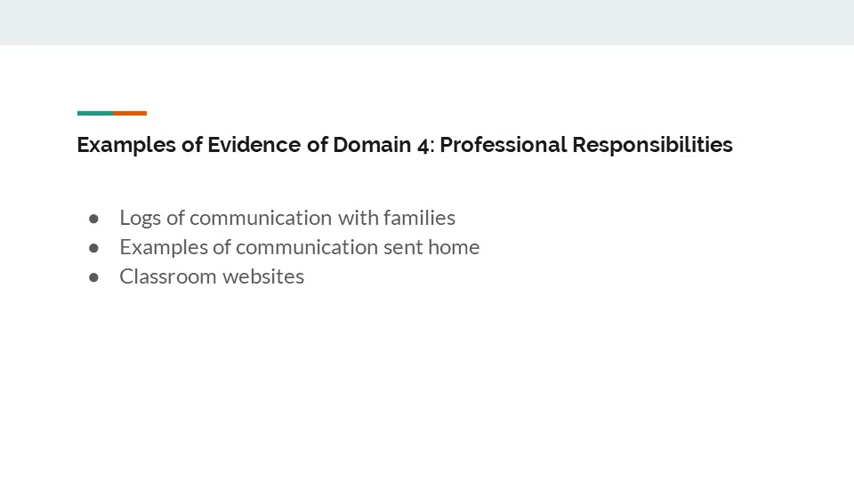 Examples of Evidence of Domain 4: Professional Responsibilities
● Logs of communication with families
● Examples of communication sent home
● Classroom websites